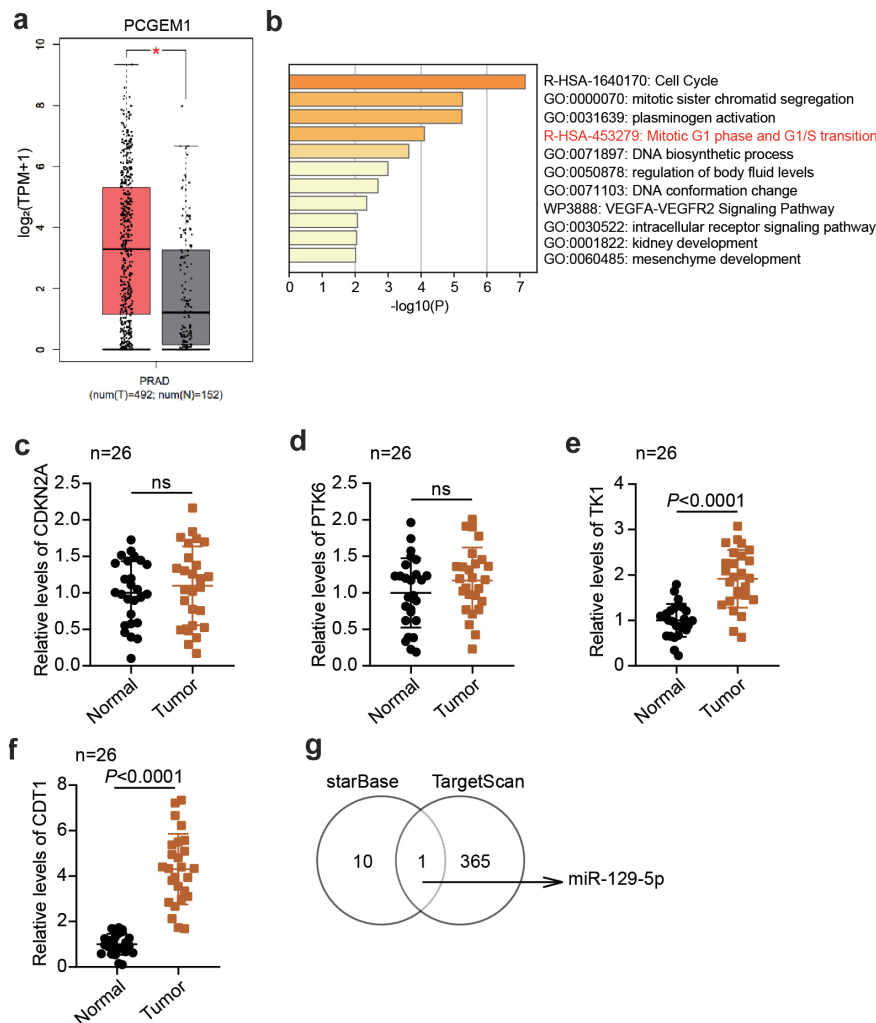 a
PCGEM1
*
log₂(TPM+1)
10
8
6
4
2
0
PRAD
(num(T)=492; num(N)=152)
b
R-HSA-1640170: Cell Cycle
GO:0000070: mitotic sister chromatid segregation
GO:0031639: plasminogen activation
R-HSA-453279: Mitotic G1 phase and G1/S transition
GO:0071897: DNA biosynthetic process
GO:0050878: regulation of body fluid levels
GO:0071103: DNA conformation change
WP3888: VEGFA-VEGFR2 Signaling Pathway
GO:0030522: intracellular receptor signaling pathway
GO:0001822: kidney development
GO:0060485: mesenchyme development
0 1 2 3 4 5 6 7
-log10(P)
c
n=26
ns
Relative levels of CDKN2A
2.5
2.0
1.5
1.0
0.5
0.0
Normal Tumor
d
n=26
ns
Relative levels of PTK6
2.5
2.0
1.5
1.0
0.5
0.0
Normal Tumor
e
n=26
P<0.0001
Relative levels of TK1
4
3
2
1
0
Normal Tumor
f
n=26
P<0.0001
Relative levels of CDT1
8
6
4
2
0
Normal Tumor
g
starBase TargetScan
10 1 365
miR-129-5p